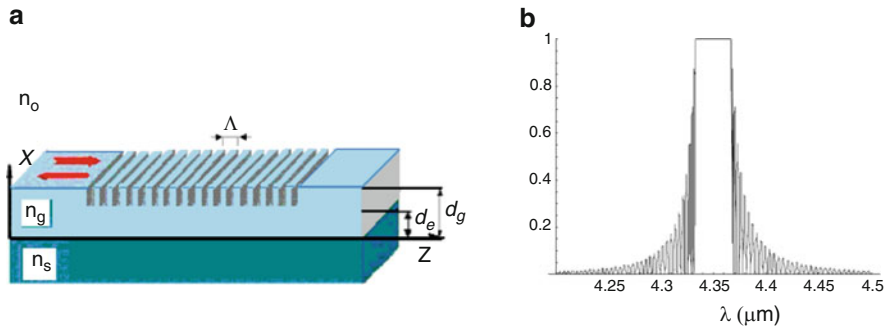 a
n₀
Λ
X
n_g
d_e
d_g
Z
n_s
b
1
0.8
0.6
0.4
0.2
4.25 4.3 4.35 4.4 4.45 4.5
λ (μm)